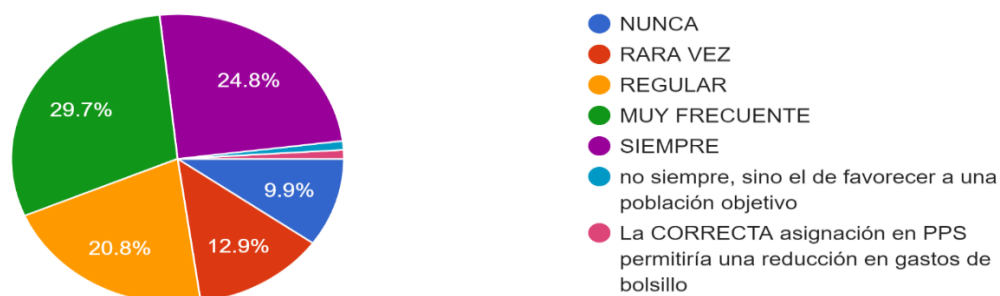 24.8%
29.7%
9.9%
20.8%
12.9%
NUNCA
RARA VEZ
REGULAR
MUY FRECUENTE
SIEMPRE
no siempre, sino el de favorecer a una
población objetivo
La CORRECTA asignación en PPS
permitiría una reducción en gastos de
bolsillo